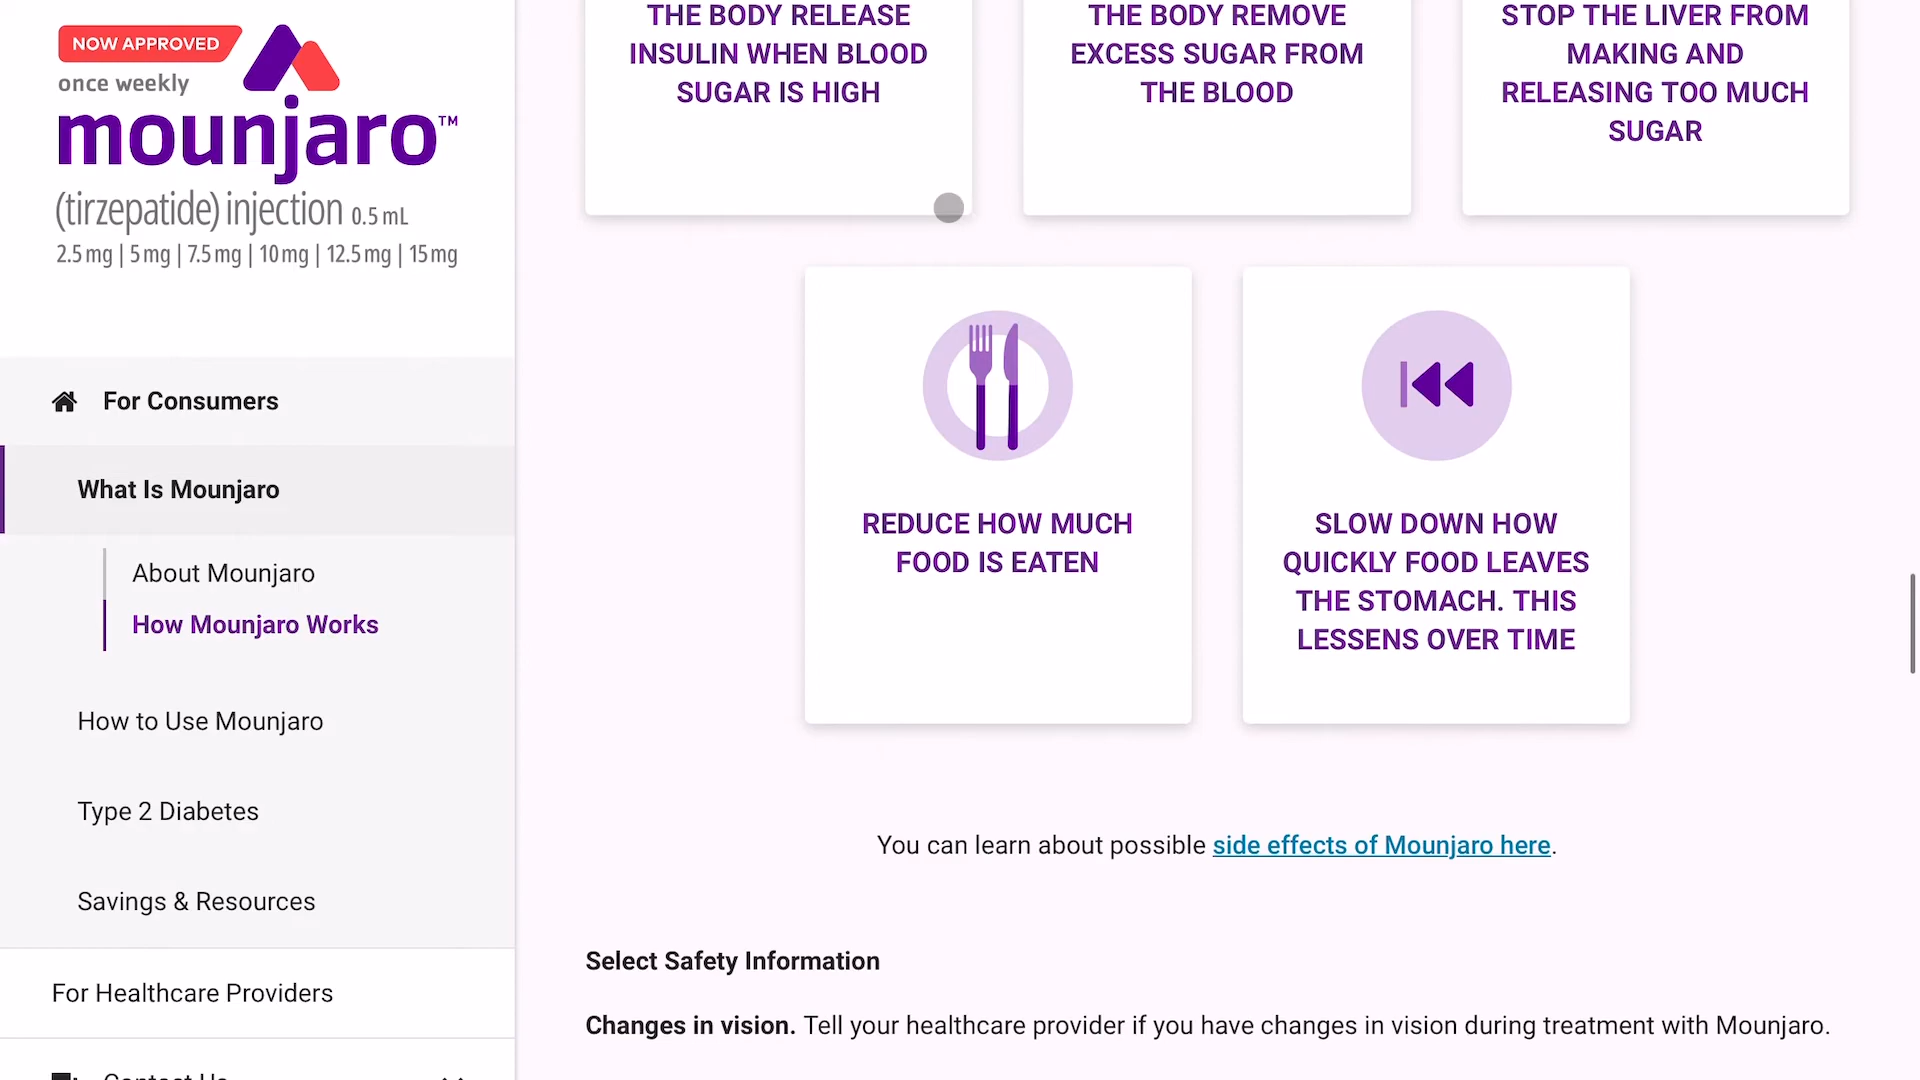 NOW APPROVED
once weekly
mounjaro™
(tirzepatide) injection 0.5 mL
2.5 mg | 5 mg | 7.5 mg | 10 mg | 12.5 mg | 15 mg
For Consumers
What Is Mounjaro
About Mounjaro
How Mounjaro Works
How to Use Mounjaro
Type 2 Diabetes
Savings & Resources
For Healthcare Providers
Contact Us
THE BODY RELEASE
INSULIN WHEN BLOOD
SUGAR IS HIGH
THE BODY REMOVE
EXCESS SUGAR FROM
THE BLOOD
STOP THE LIVER FROM
MAKING AND
RELEASING TOO MUCH
SUGAR
REDUCE HOW MUCH
FOOD IS EATEN
SLOW DOWN HOW
QUICKLY FOOD LEAVES
THE STOMACH. THIS
LESSENS OVER TIME
You can learn about possible side effects of Mounjaro here.
Select Safety Information
Changes in vision. Tell your healthcare provider if you have changes in vision during treatment with Mounjaro.